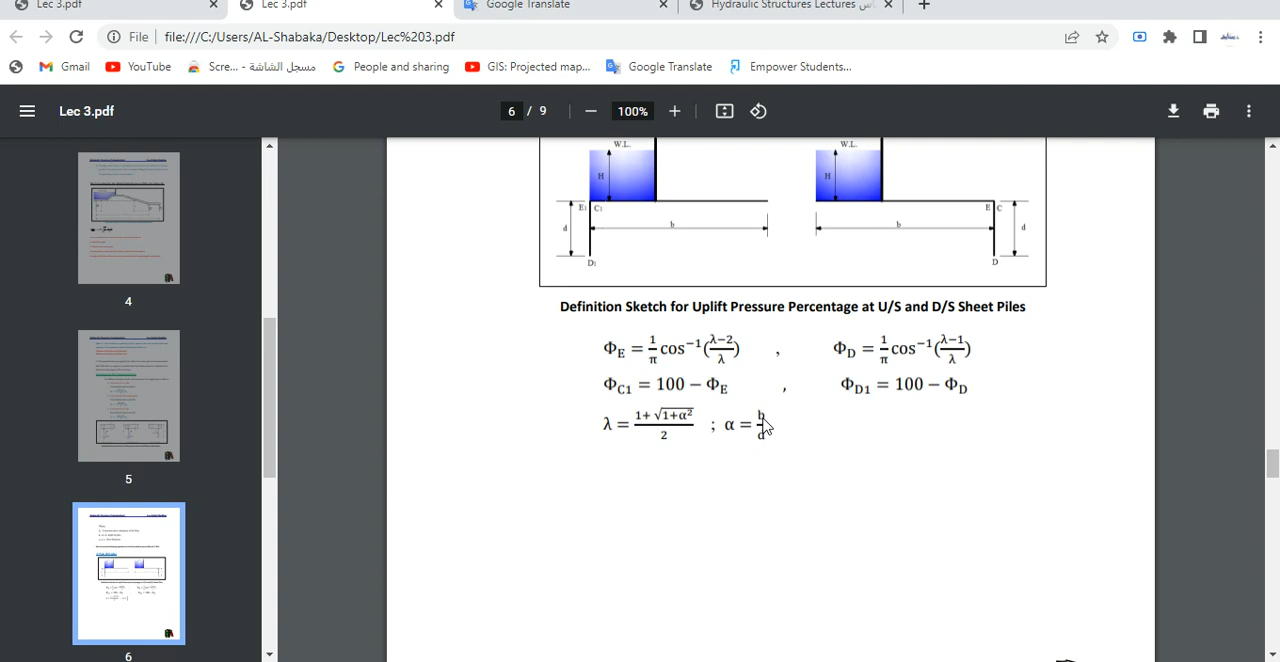 Lec 3.pdf
Lec 3.pdf
Google Translate
Hydraulic Structures Lectures
File file:///C:/Users/AL-Shabaka/Desktop/Lec%203.pdf
Gmail YouTube Scre... - مسجل الشاشة People and sharing GIS: Projected map... Google Translate Empower Students...
Lec 3.pdf 6 / 9 100%
4
5
6
W.L. W.L.
H H
E₁ C₁ E C
d b b d
D₁ D
Definition Sketch for Uplift Pressure Percentage at U/S and D/S Sheet Piles
Φ_E = 1/π cos⁻¹(λ−2/λ) , Φ_D = 1/π cos⁻¹(λ−1/λ)
Φ_C1 = 100 − Φ_E , Φ_D1 = 100 − Φ_D
λ = 1+ √1+α² / 2 ; α = b/d